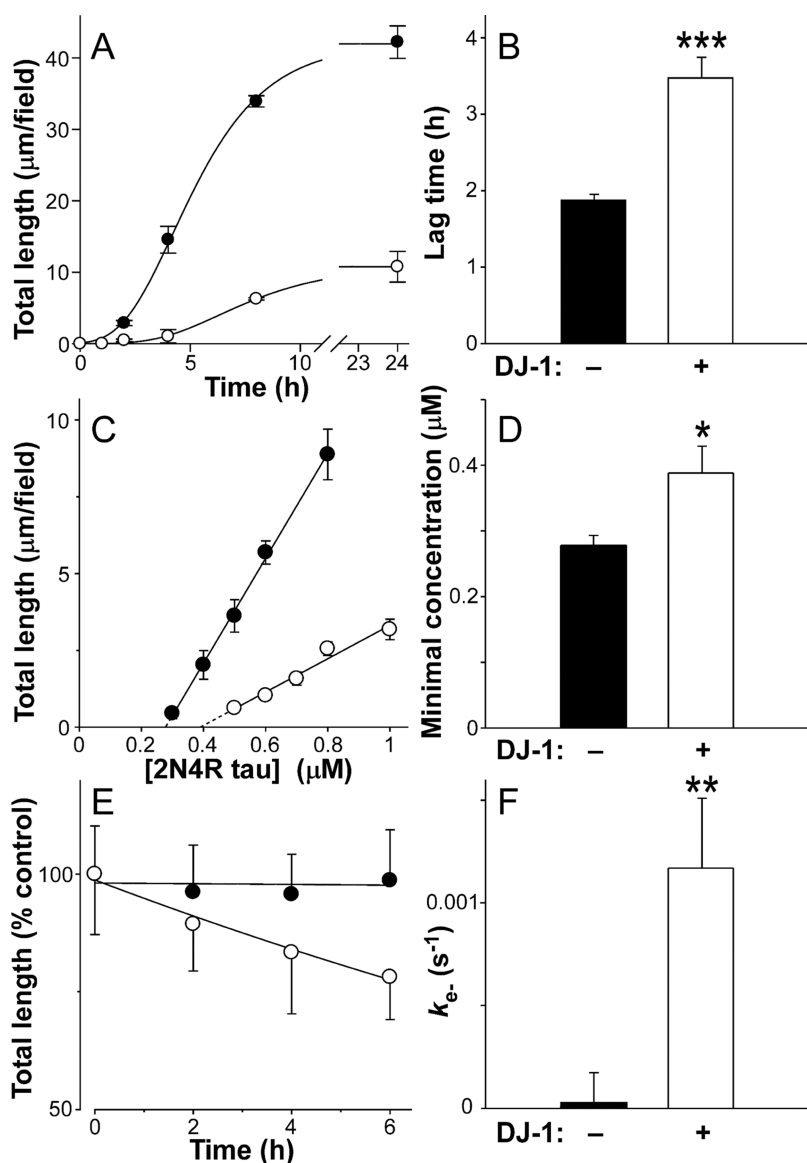 A
Total length (μm/field)
40
30
20
10
0
0
5
10
23
24
Time (h)
B
***
Lag time (h)
4
3
2
1
0
DJ-1: – +
C
Total length (μm/field)
10
5
0
0
0.2
0.4
0.6
0.8
1
[2N4R tau] (μM)
D
*
Minimal concentration (μM)
0.4
0.2
0
DJ-1: – +
E
Total length (% control)
100
50
0
2
4
6
Time (h)
F
**
ke- (s-1)
0.001
0
DJ-1: – +